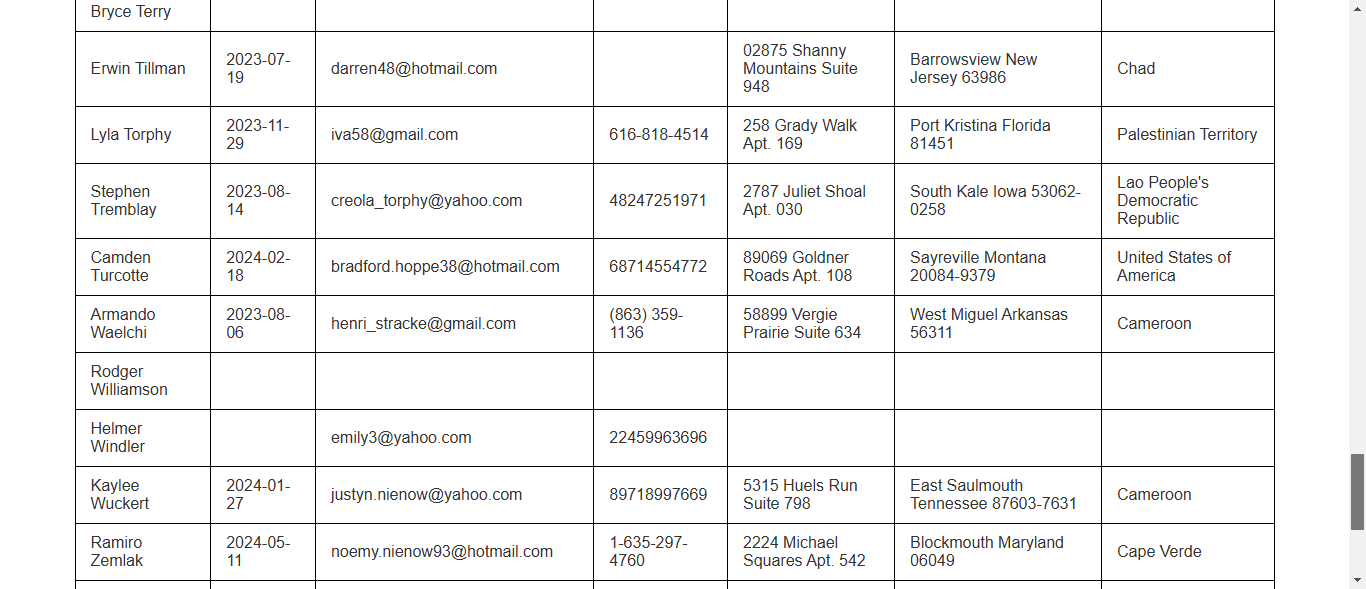 Bryce Terry
Erwin Tillman
2023-07-
19
darren48@hotmail.com
02875 Shanny
Mountains Suite
948
Barrowsview New
Jersey 63986
Chad
Lyla Torphy
2023-11-
29
iva58@gmail.com
616-818-4514
258 Grady Walk
Apt. 169
Port Kristina Florida
81451
Palestinian Territory
Stephen
Tremblay
2023-08-
14
creola_torphy@yahoo.com
48247251971
2787 Juliet Shoal
Apt. 030
South Kale Iowa 53062-
0258
Lao People's
Democratic
Republic
Camden
Turcotte
2024-02-
18
bradford.hoppe38@hotmail.com
68714554772
89069 Goldner
Roads Apt. 108
Sayreville Montana
20084-9379
United States of
America
Armando
Waelchi
2023-08-
06
henri_stracke@gmail.com
(863) 359-
1136
58899 Vergie
Prairie Suite 634
West Miguel Arkansas
56311
Cameroon
Rodger
Williamson
Helmer
Windler
emily3@yahoo.com
22459963696
Kaylee
Wuckert
2024-01-
27
justyn.nienow@yahoo.com
89718997669
5315 Huels Run
Suite 798
East Saulmouth
Tennessee 87603-7631
Cameroon
Ramiro
Zemlak
2024-05-
11
noemy.nienow93@hotmail.com
1-635-297-
4760
2224 Michael
Squares Apt. 542
Blockmouth Maryland
06049
Cape Verde